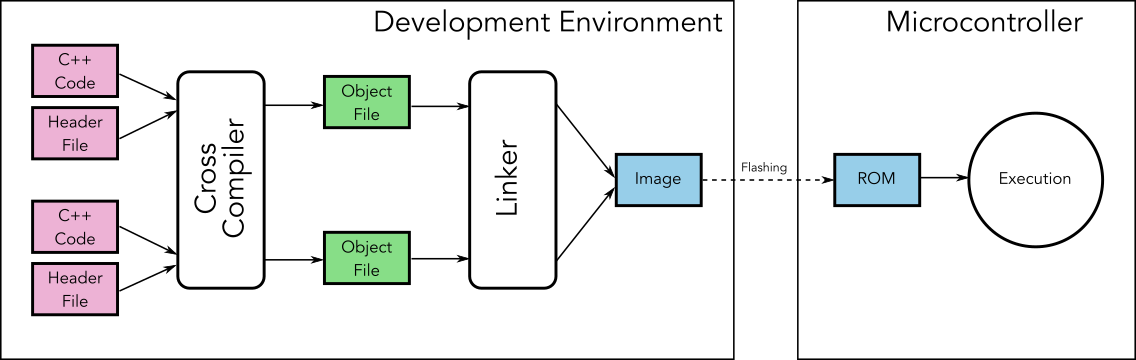 Development Environment
Microcontroller
C++
Code
Header
File
Cross
Compiler
Object
File
Linker
C++
Code
Header
File
Object
File
Image
Flashing
ROM
Execution